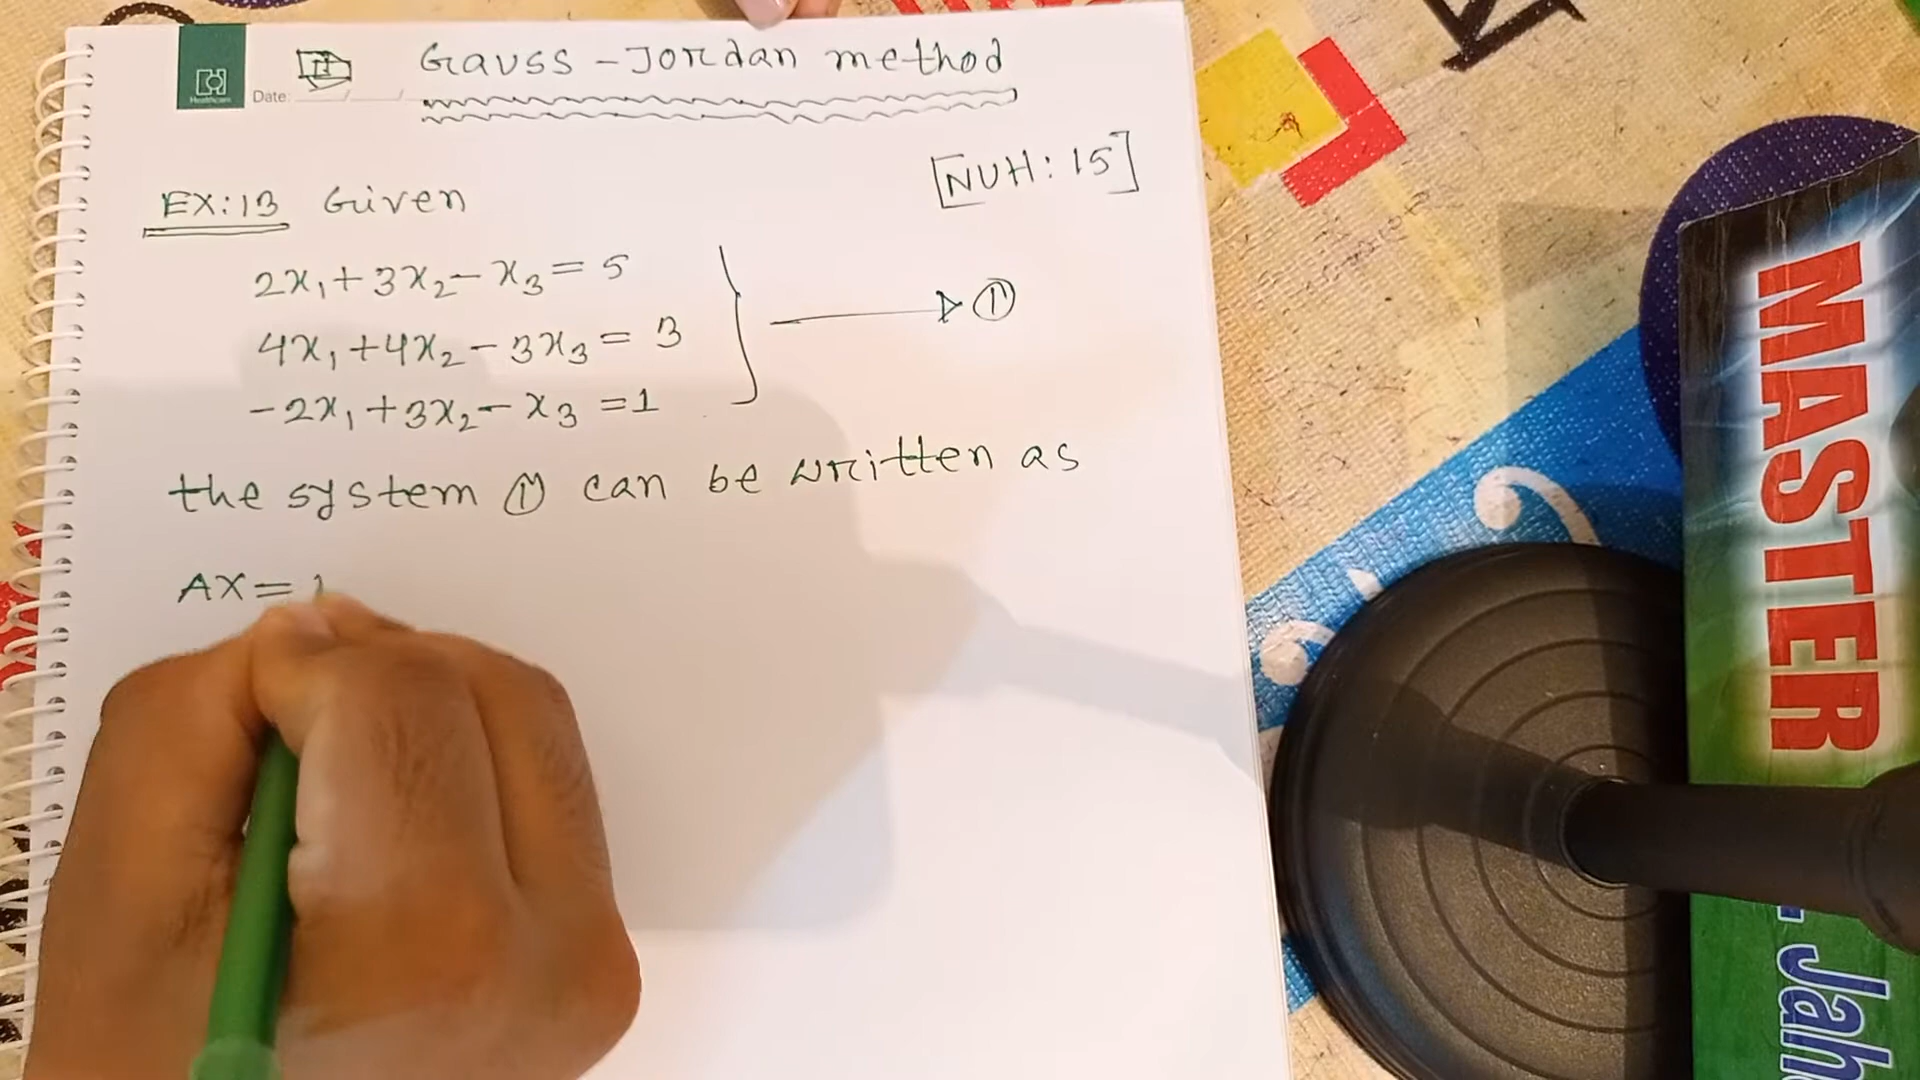 Healthcare
Date:
Gauss-Jordan method
[NUH:15]
EX:13 Given
2x₁+3x₂-x₃=5
4x₁+4x₂-3x₃=3
-2x₁+3x₂-x₃=1
①
the system ① can be written as
AX=
MASTER
Jah